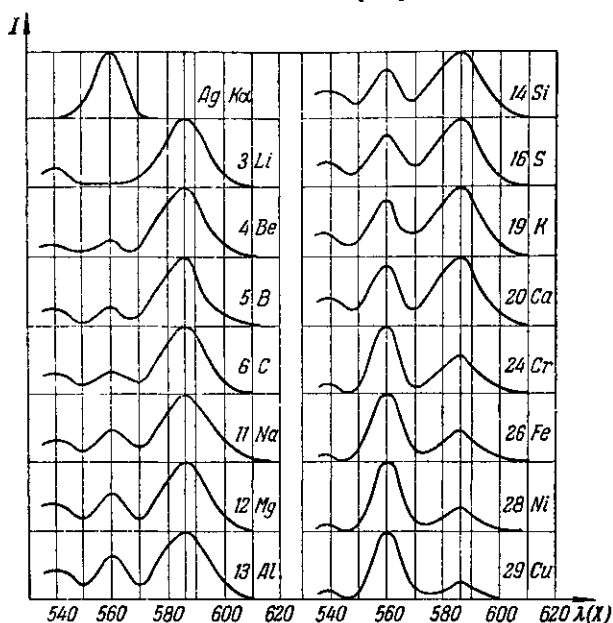 I
Ag Kα
3 Li
4 Be
5 B
6 C
11 Na
12 Mg
13 Al
14 Si
16 S
19 K
20 Ca
24 Cr
26 Fe
28 Ni
29 Cu
540 560 580 600 620 540 560 580 600 620 λ(X)